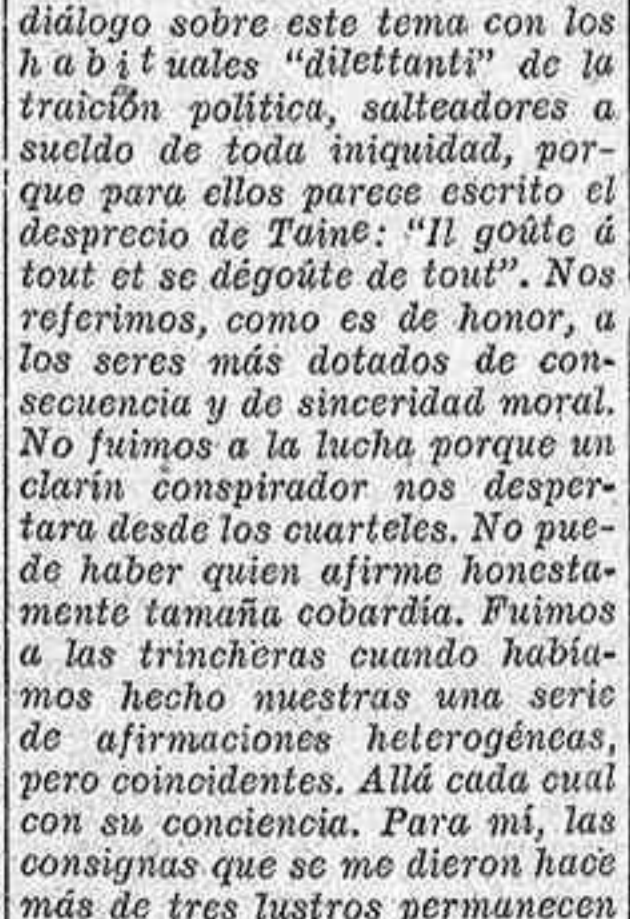 diálogo sobre este tema con los
habituales “dilettanti” de la
traición política, salteadores a
sueldo de toda iniquidad, por-
que para ellos parece escrito el
desprecio de Taine: “Il goûte á
tout et se dégoûte de tout”. Nos
referimos, como es de honor, a
los seres más dotados de con-
secuencia y de sinceridad moral.
No fuimos a la lucha porque un
clarín conspirador nos desper-
tara desde los cuarteles. No pue-
de haber quien afirme honesta-
mente tamaña cobardía. Fuimos
a las trincheras cuando había-
mos hecho nuestras una serie
de afirmaciones heterogéneas,
pero coincidentes. Allá cada cual
con su conciencia. Para mí, las
consignas que se me dieron hace
más de tres lustros permanecen